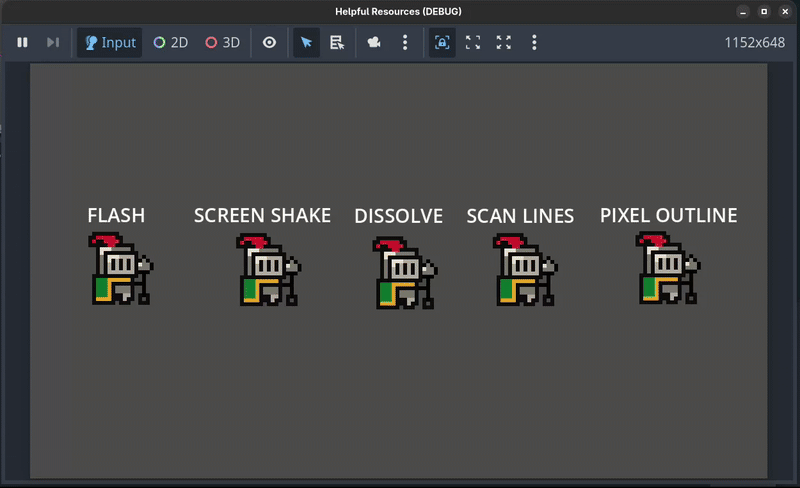 Helpful Resources (DEBUG)
Input 2D 3D 1152x648
FLASH SCREEN SHAKE DISSOLVE SCAN LINES PIXEL OUTLINE